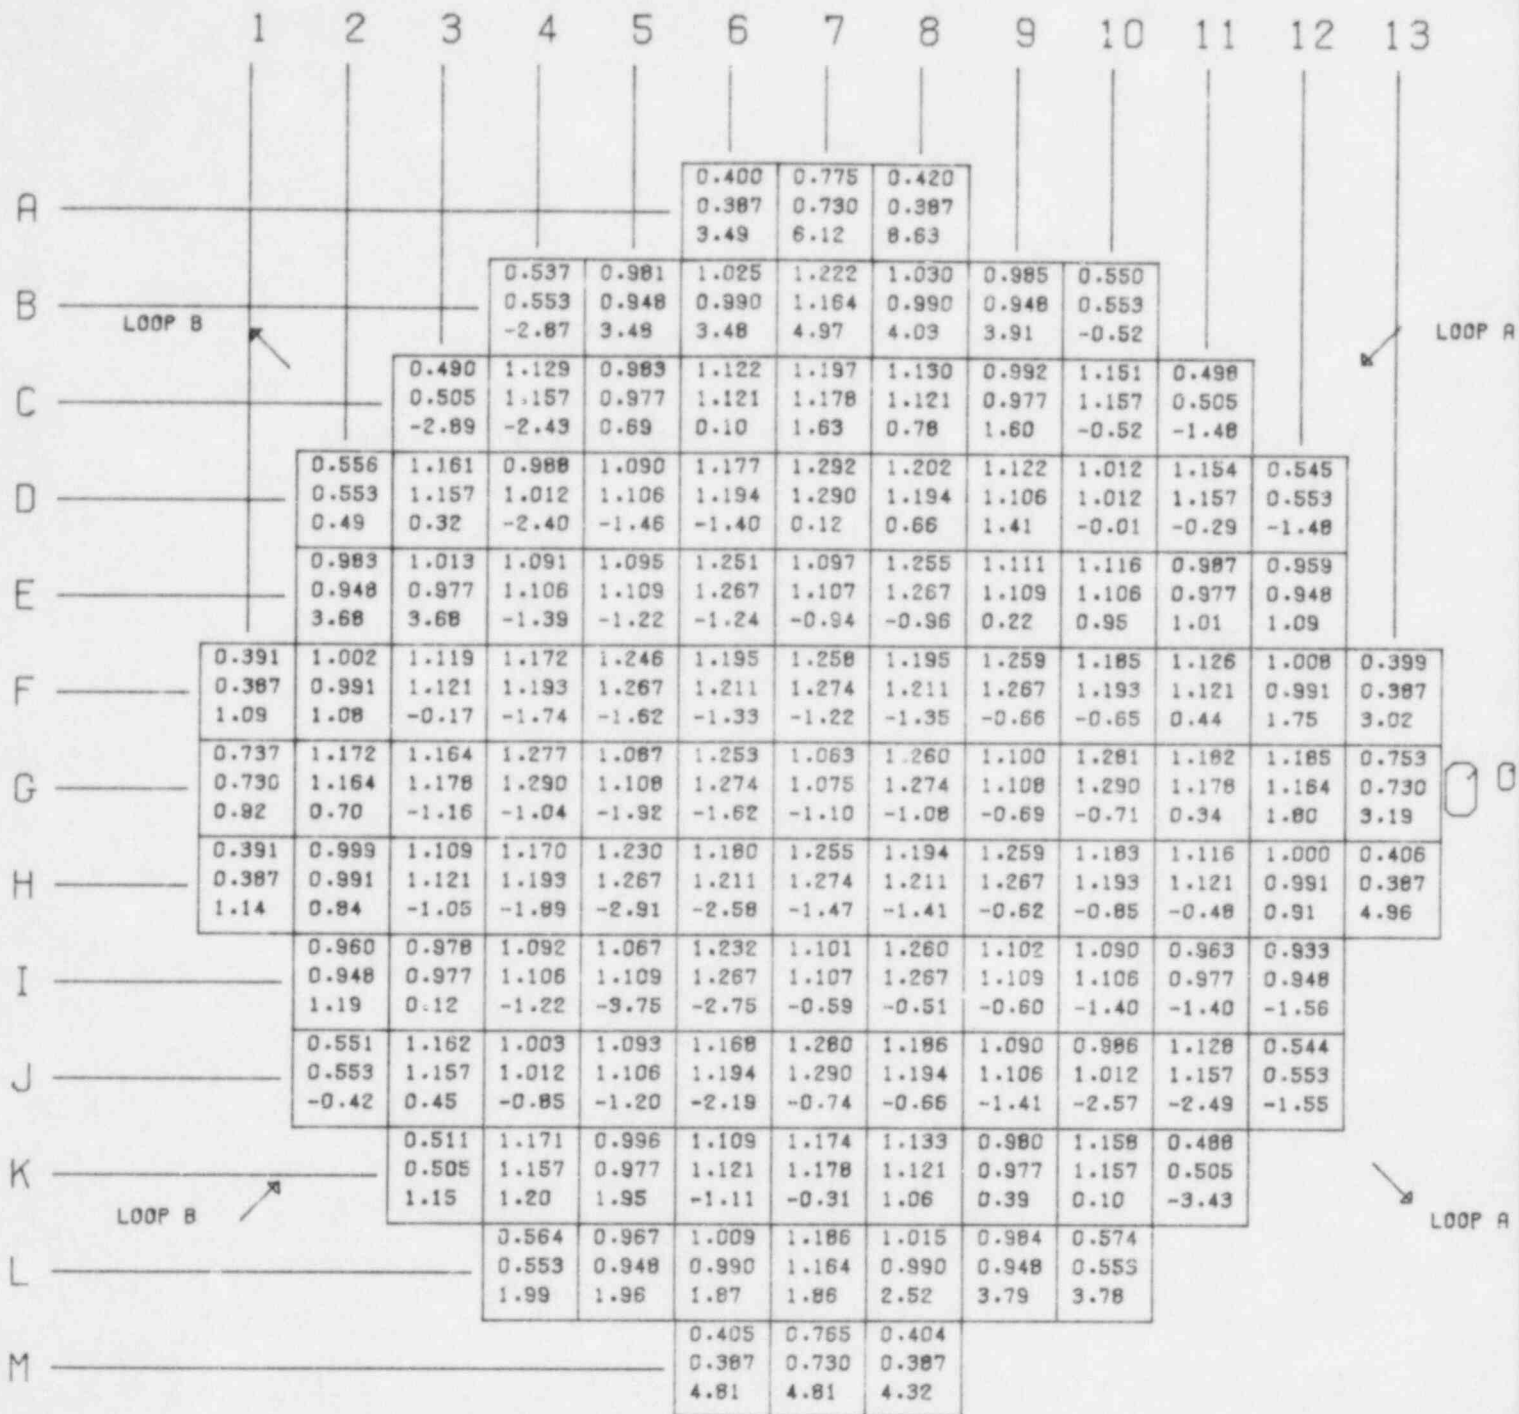 1 2 3 4 5 6 7 8 9 10 11 12 13
0.400 0.775 0.420
A 0.387 0.730 0.387
3.49 6.12 8.63
0.537 0.981 1.025 1.222 1.030 0.985 0.550
B 0.553 0.948 0.990 1.164 0.990 0.948 0.553
LOOP B -2.87 3.48 3.48 4.97 4.03 3.91 -0.52 LOOP A
0.490 1.129 0.983 1.122 1.197 1.130 0.992 1.151 0.498
C 0.505 1.157 0.977 1.121 1.178 1.121 0.977 1.157 0.505
-2.89 -2.43 0.69 0.10 1.63 0.78 1.60 -0.52 -1.48
0.556 1.161 0.988 1.090 1.177 1.292 1.202 1.122 1.012 1.154 0.545
D 0.553 1.157 1.012 1.106 1.194 1.290 1.194 1.106 1.012 1.157 0.553
0.49 0.32 -2.40 -1.46 -1.40 0.12 0.66 1.41 -0.01 -0.29 -1.48
0.983 1.013 1.091 1.095 1.251 1.097 1.255 1.111 1.116 0.987 0.959
E 0.948 0.977 1.106 1.109 1.267 1.107 1.267 1.109 1.106 0.977 0.948
3.68 3.68 -1.39 -1.22 -1.24 -0.94 -0.96 0.22 0.95 1.01 1.09
0.391 1.002 1.119 1.172 1.246 1.195 1.258 1.195 1.259 1.185 1.126 1.008 0.399
F 0.387 0.991 1.121 1.193 1.267 1.211 1.274 1.211 1.267 1.193 1.121 0.991 0.387
1.09 1.08 -0.17 -1.74 -1.62 -1.33 -1.22 -1.35 -0.66 -0.65 0.44 1.75 3.02
0.737 1.172 1.164 1.277 1.087 1.253 1.063 1.260 1.100 1.281 1.182 1.185 0.753
G 0.730 1.164 1.178 1.290 1.108 1.274 1.075 1.274 1.108 1.290 1.178 1.164 0.730
0.92 0.70 -1.16 -1.04 -1.92 -1.62 -1.10 -1.08 -0.69 -0.71 0.34 1.80 3.19
0.391 0.999 1.109 1.170 1.230 1.180 1.255 1.194 1.259 1.183 1.116 1.000 0.406
H 0.387 0.991 1.121 1.193 1.267 1.211 1.274 1.211 1.267 1.193 1.121 0.991 0.387
1.14 0.84 -1.05 -1.89 -2.91 -2.58 -1.47 -1.41 -0.62 -0.85 -0.48 0.91 4.96
0.960 0.978 1.092 1.067 1.232 1.101 1.260 1.102 1.090 0.963 0.933
I 0.948 0.977 1.106 1.109 1.267 1.107 1.267 1.109 1.106 0.977 0.948
1.19 0.12 -1.22 -3.75 -2.75 -0.59 -0.51 -0.60 -1.40 -1.40 -1.56
0.551 1.162 1.003 1.093 1.168 1.280 1.186 1.090 0.986 1.128 0.544
J 0.553 1.157 1.012 1.106 1.194 1.290 1.194 1.106 1.012 1.157 0.553
-0.42 0.45 -0.85 -1.20 -2.19 -0.74 -0.66 -1.41 -2.57 -2.49 -1.55
0.511 1.171 0.996 1.109 1.174 1.133 0.980 1.158 0.488
K 0.505 1.157 0.977 1.121 1.178 1.121 0.977 1.157 0.505
1.15 1.20 1.95 -1.11 -0.31 1.06 0.39 0.10 -3.43
LOOP B LOOP A
0.564 0.967 1.009 1.186 1.015 0.984 0.574
L 0.553 0.948 0.990 1.164 0.990 0.948 0.553
1.99 1.96 1.87 1.86 2.52 3.79 3.78
0.405 0.765 0.404
M 0.387 0.730 0.387
4.81 4.81 4.32